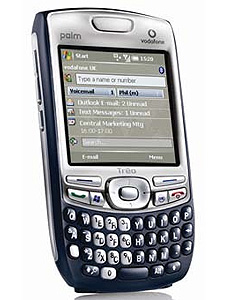 palm vodafone
Start 15:20
vodafone UK
Type a name or number
Voicemail 1 Phil (m)
Outlook E-mail: 2 Unread
Text Messages: 1 Unread
Central Marketing Mtg
16:00-17:00
Search...
E-mail Menu
Treo